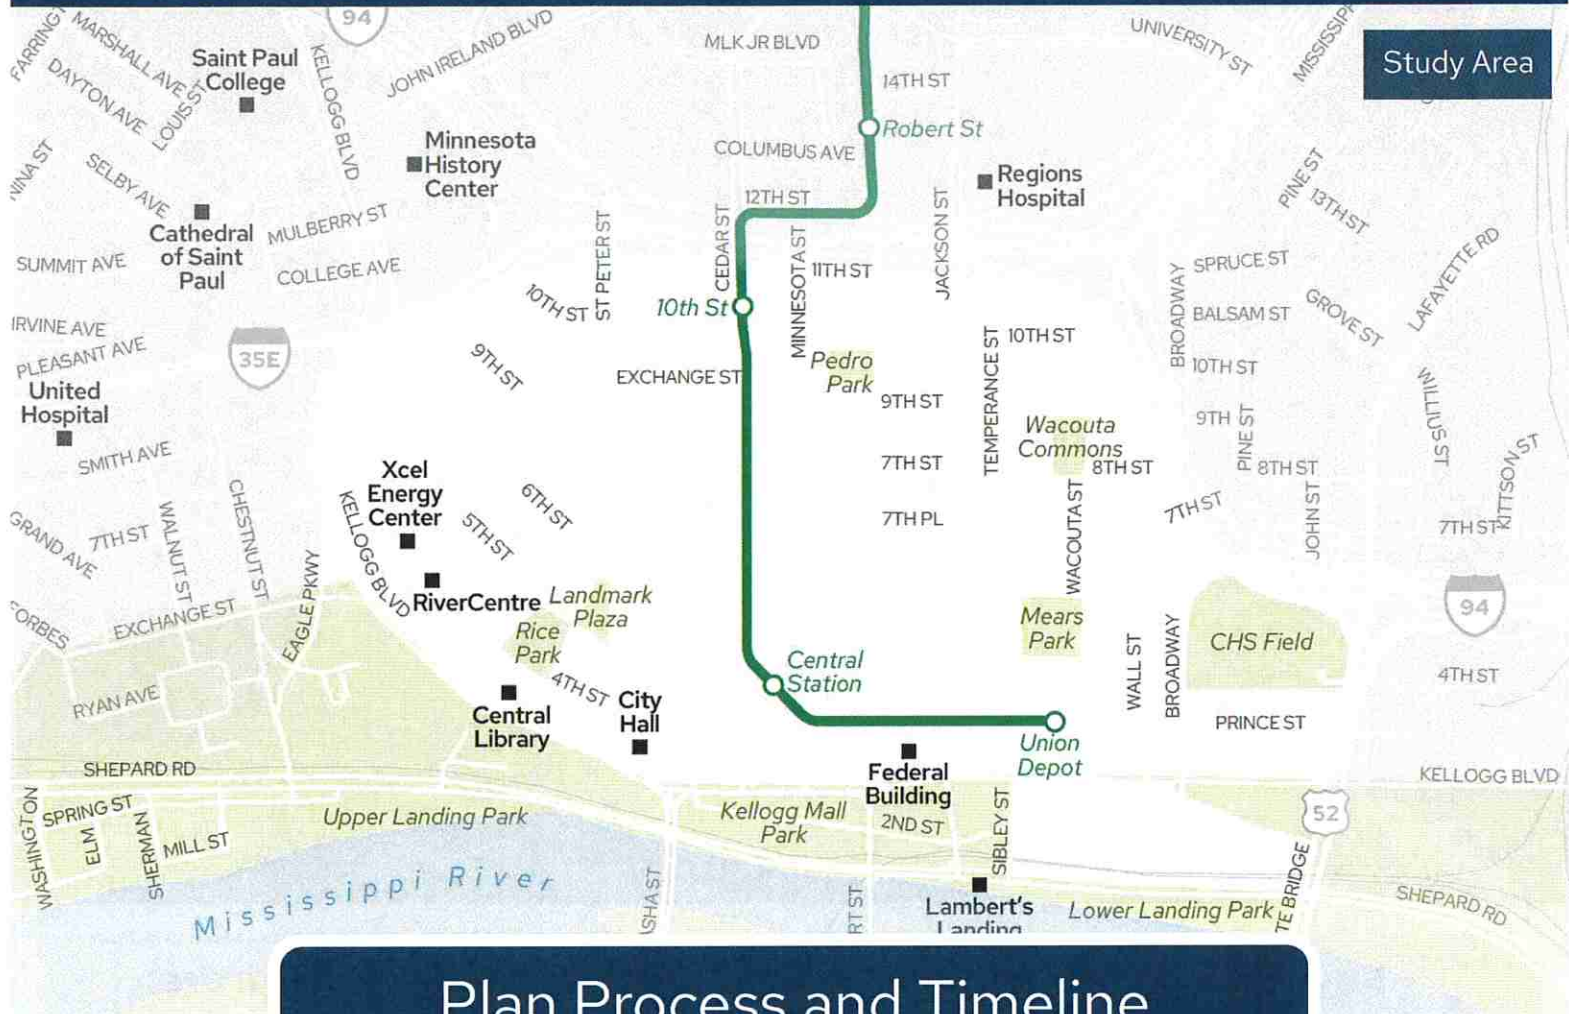 94
MARSHALL AVE
Saint Paul
College
KELLOGG BLVD
JOHN IRELAND BLVD
MLK JR BLVD
UNIVERSITY ST
Study Area
DAYTON AVE
LOUIS ST
14TH ST
Robert St
Minnesota
History
Center
COLUMBUS AVE
Regions
Hospital
NINA ST
SELBY AVE
12TH ST
PINE ST
13TH ST
Cathedral
of Saint
Paul
MULBERRY ST
COLLEGE AVE
SUMMIT AVE
ST PETER ST
CEDAR ST
MINNESOTA ST
11TH ST
JACKSON ST
SPRUCE ST
LAFAYETTE RD
10TH ST
10th St
BROADWAY
BALSAM ST
GROVE ST
IRVINE AVE
PLEASANT AVE
35E
9TH ST
EXCHANGE ST
Pedro
Park
TEMPERANCE ST
10TH ST
10TH ST
United
Hospital
9TH ST
Wacouta
Commons
9TH
PINE ST
WILLIUS ST
SMITH AVE
Xcel
Energy
Center
7TH ST
8TH ST
8TH ST
KITTSON ST
GRAND AVE
7TH ST
WALNUT ST
CHESTNUT ST
KELLOGG BLVD
6TH ST
5TH ST
7TH PL
WACOUTA ST
7TH ST
JOHN ST
7TH ST
EAGLE PKWY
RiverCentre
Landmark
Plaza
94
FORBES
EXCHANGE ST
Rice
Park
Mears
Park
CHS Field
Central
Station
WALL ST
BROADWAY
4TH ST
RYAN AVE
4TH ST
City
Hall
Central
Library
PRINCE ST
Union
Depot
SHEPARD RD
Federal
Building
KELLOGG BLVD
WASHINGTON
SPRING ST
ELM
SHERMAN
MILL ST
Upper Landing Park
Kellogg Mall
Park
2ND ST
SIBLEY ST
52
Mississippi River
Lambert's
Landing
Lower Landing Park
SHEPARD RD
Plan Process and Timeline